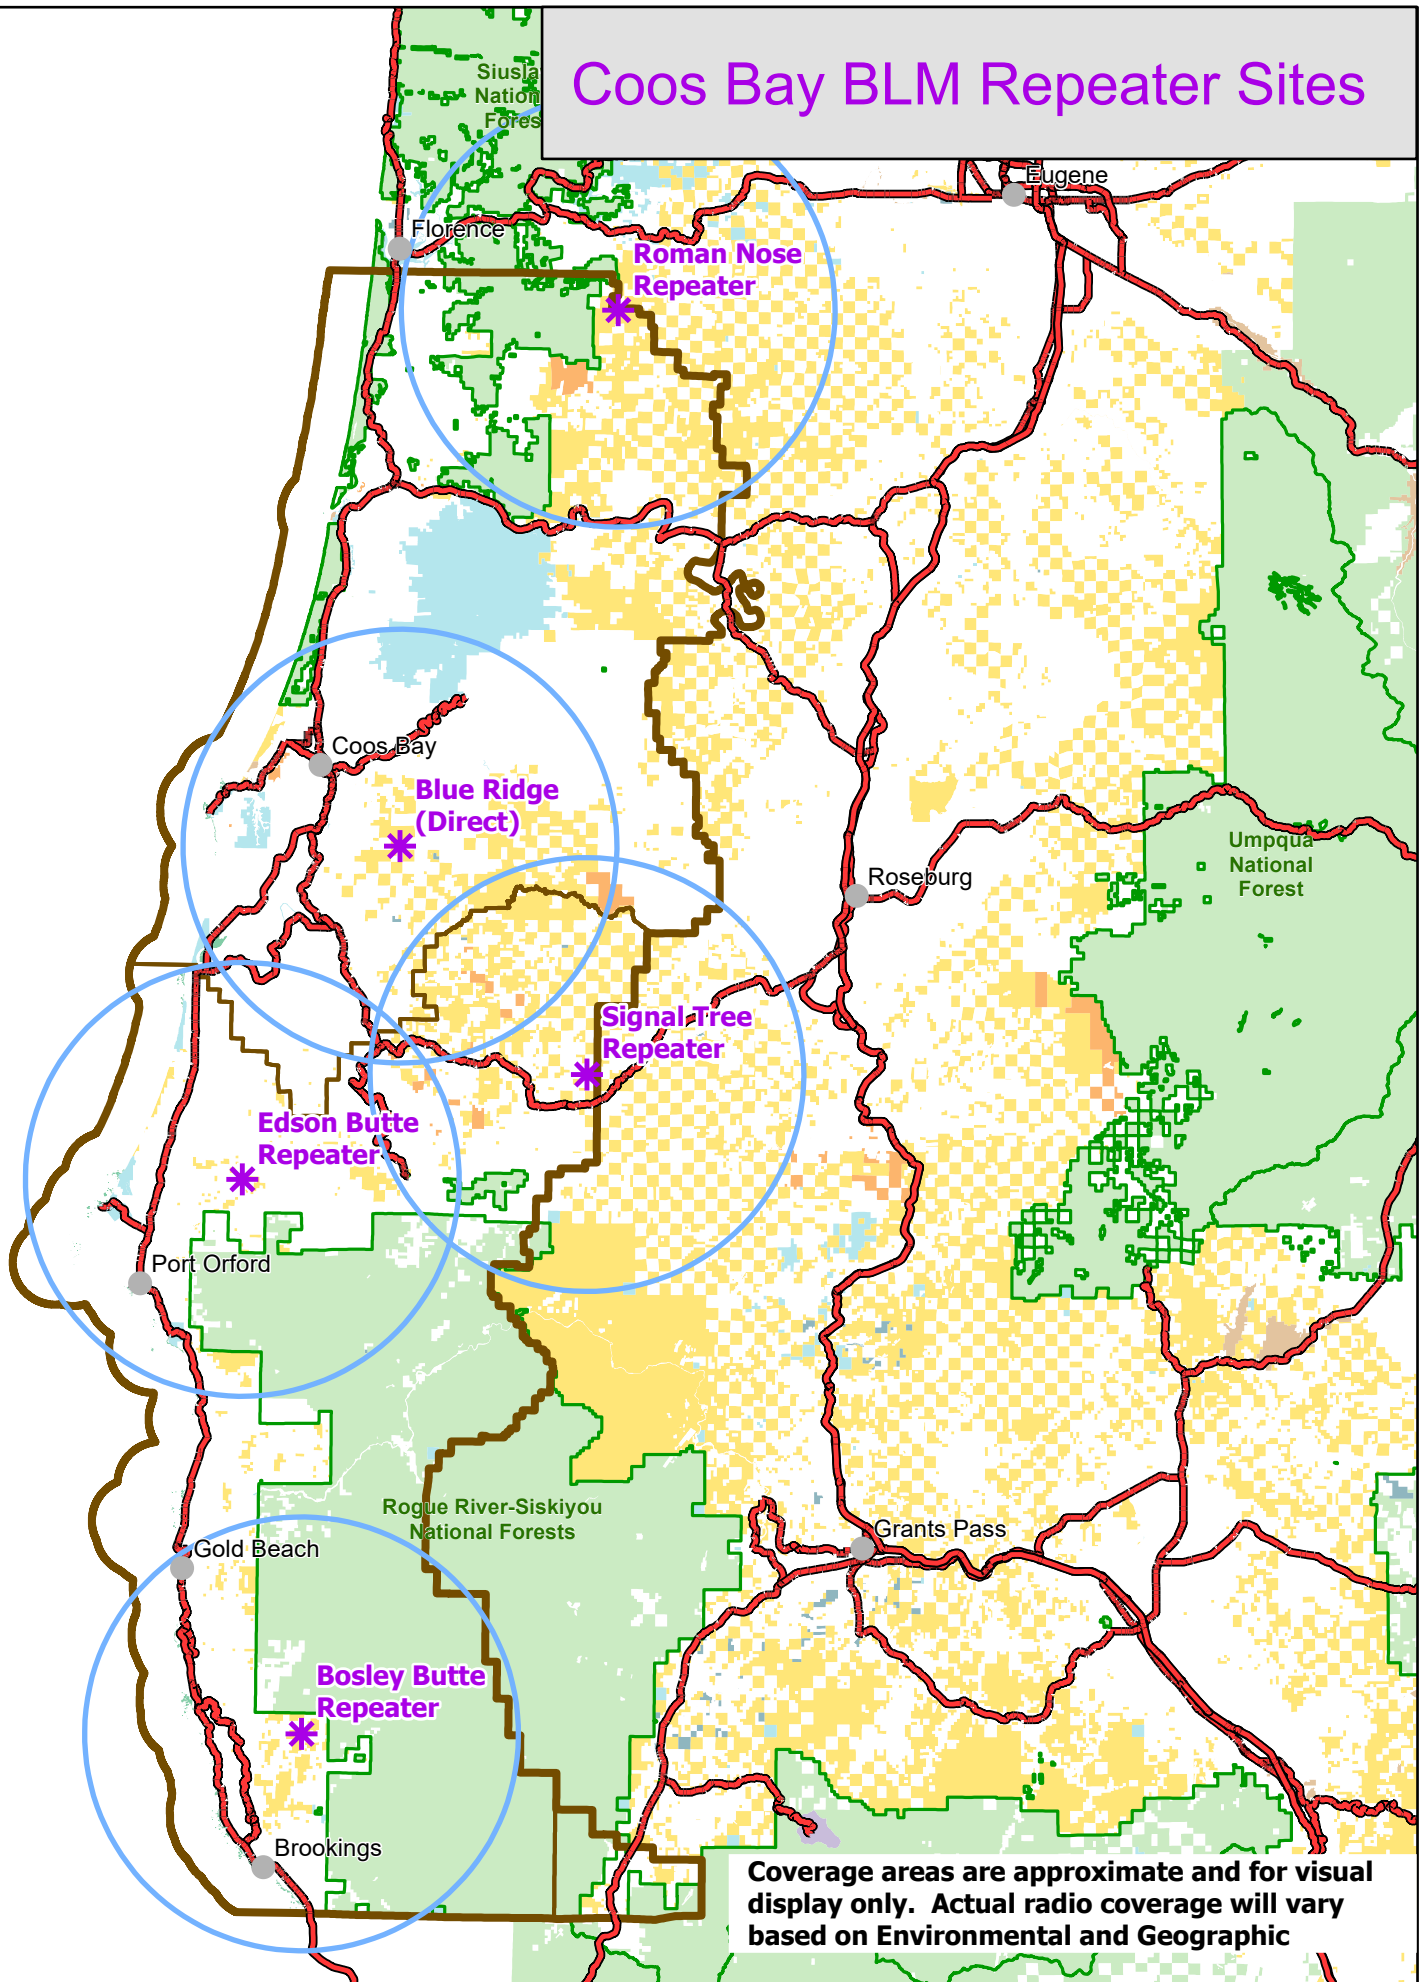 Coos Bay BLM Repeater Sites
Siusla
Nation
Fores
Eugene
Florence
Roman Nose
Repeater
Coos Bay
Blue Ridge
(Direct)
Umpqua
National
Forest
Roseburg
Signal Tree
Repeater
Edson Butte
Repeater
Port Orford
Rogue River-Siskiyou
National Forests
Grants Pass
Gold Beach
Bosley Butte
Repeater
Brookings
Coverage areas are approximate and for visual
display only.  Actual radio coverage will vary
based on Environmental and Geographic